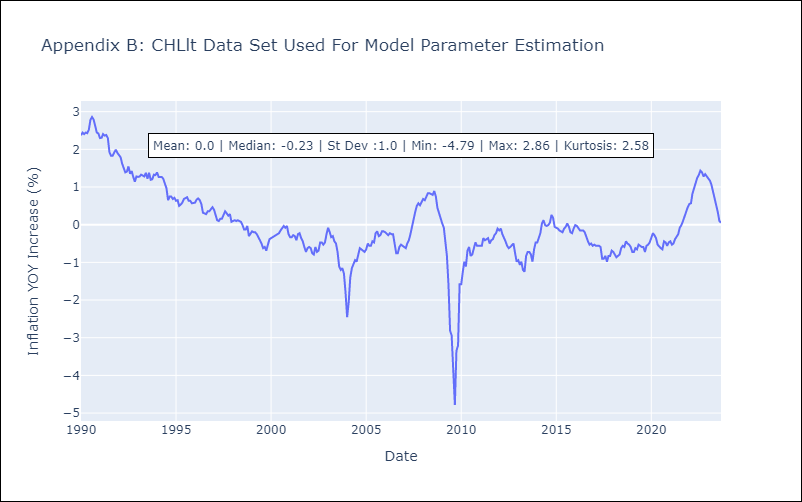 Appendix B: CHLlt Data Set Used For Model Parameter Estimation
Mean: 0.0 | Median: -0.23 | St Dev :1.0 | Min: -4.79 | Max: 2.86 | Kurtosis: 2.58
Inflation YOY Increase (%)
3
2
1
0
−1
−2
−3
−4
−5
1990 1995 2000 2005 2010 2015 2020
Date